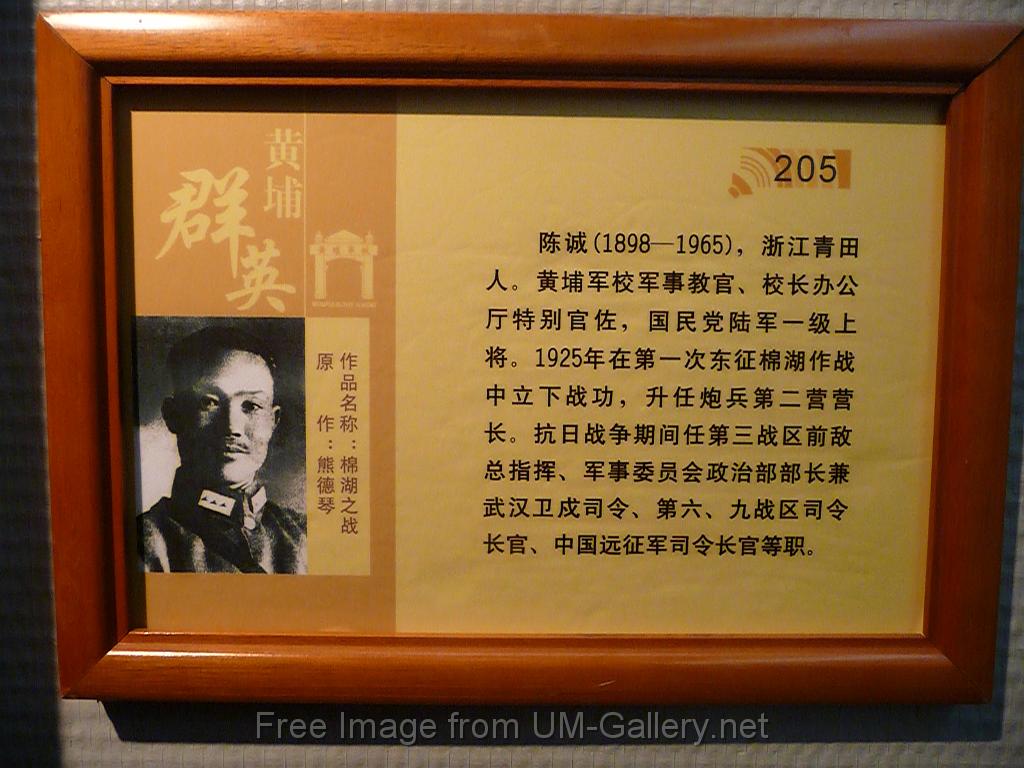 黄埔
群英
205
陈诚(1898—1965)，浙江青田
人。黄埔军校军事教官、校长办公
厅特别官佐，国民党陆军一级上
将。1925年在第一次东征棉湖作战
中立下战功，升任炮兵第二营营
长。抗日战争期间任第三战区前敌
总指挥、军事委员会政治部部长兼
武汉卫戍司令、第六、九战区司令
长官、中国远征军司令长官等职。
作品名称：棉湖之战
原 作：熊德琴
Free Image from UM-Gallery.net